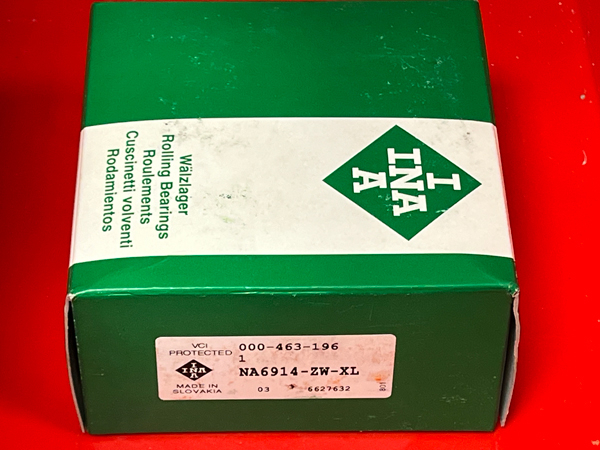 Wälzlager
Rolling Bearings
Roulements
Cuscinetti volventi
Rodamientos
I
INA
A
VCI
PROTECTED
I
INA
A
MADE IN
SLOVAKIA
000-463-196
1
NA6914-ZW-XL
03 6627632